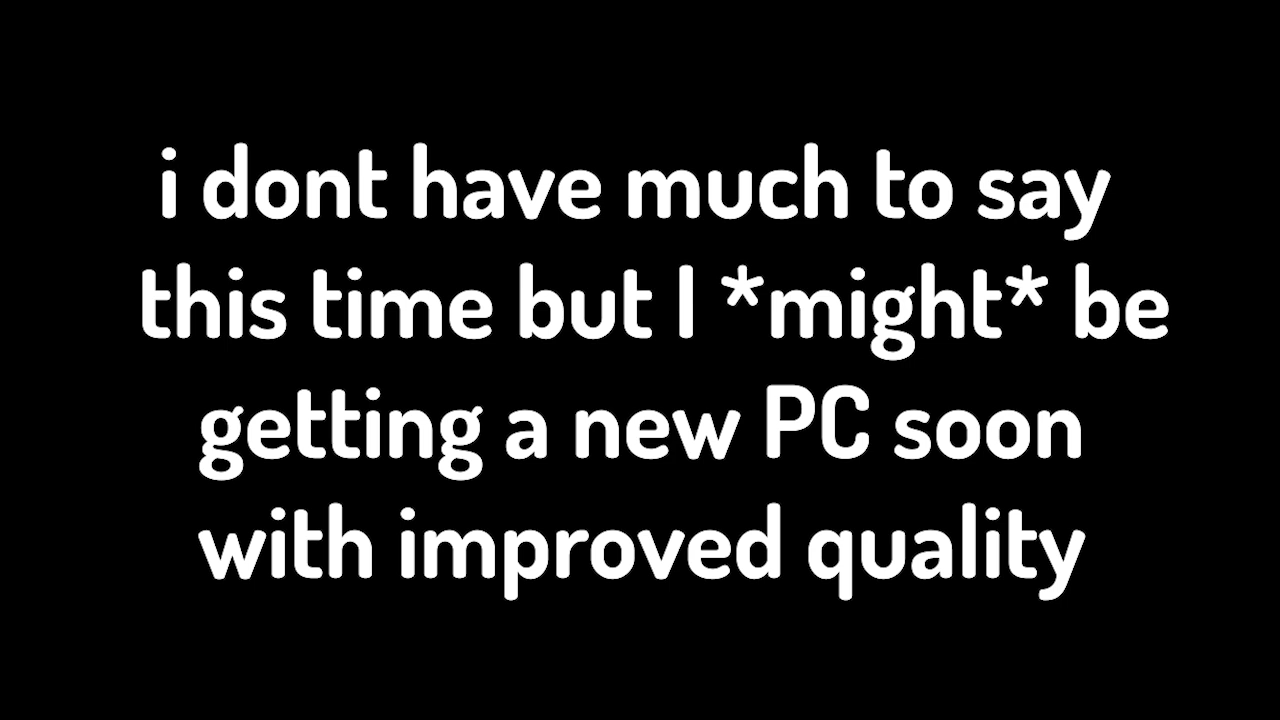 i dont have much to say
this time but I *might* be
getting a new PC soon
with improved quality